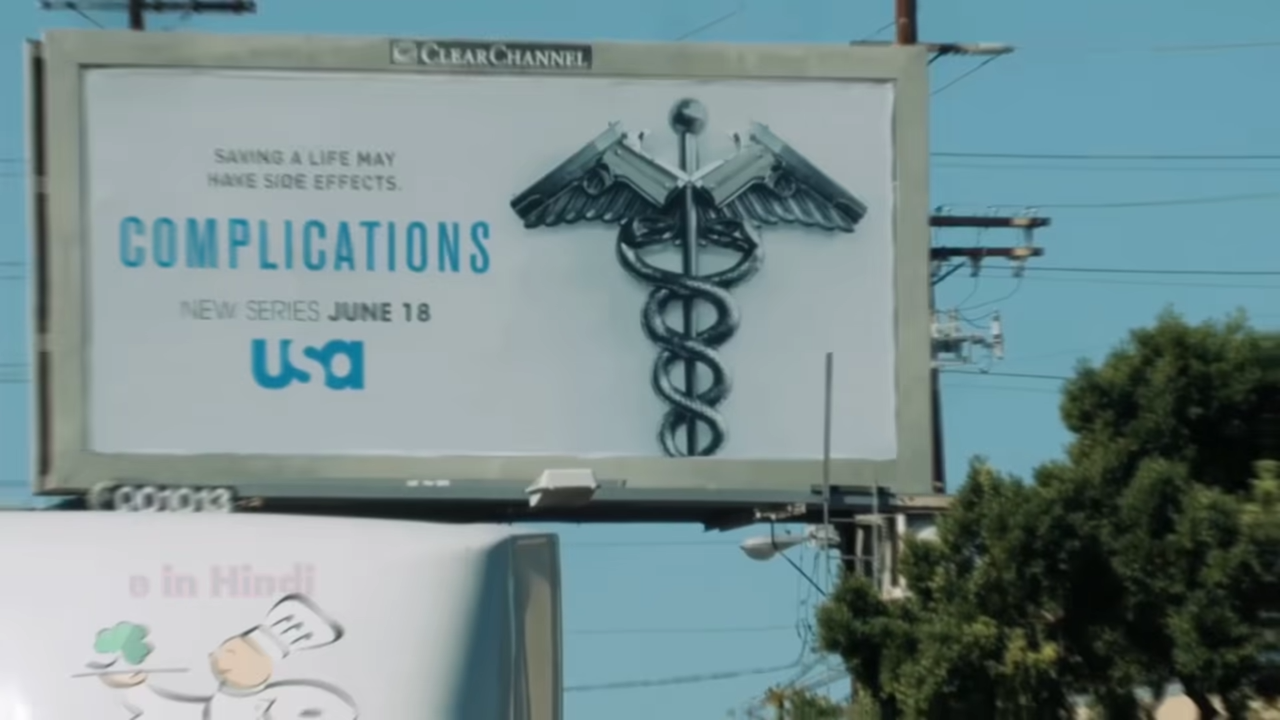 CLEARCHANNEL
SAVING A LIFE MAY
HAVE SIDE EFFECTS.
COMPLICATIONS
NEW SERIES JUNE 18
usa
001013
e in Hindi